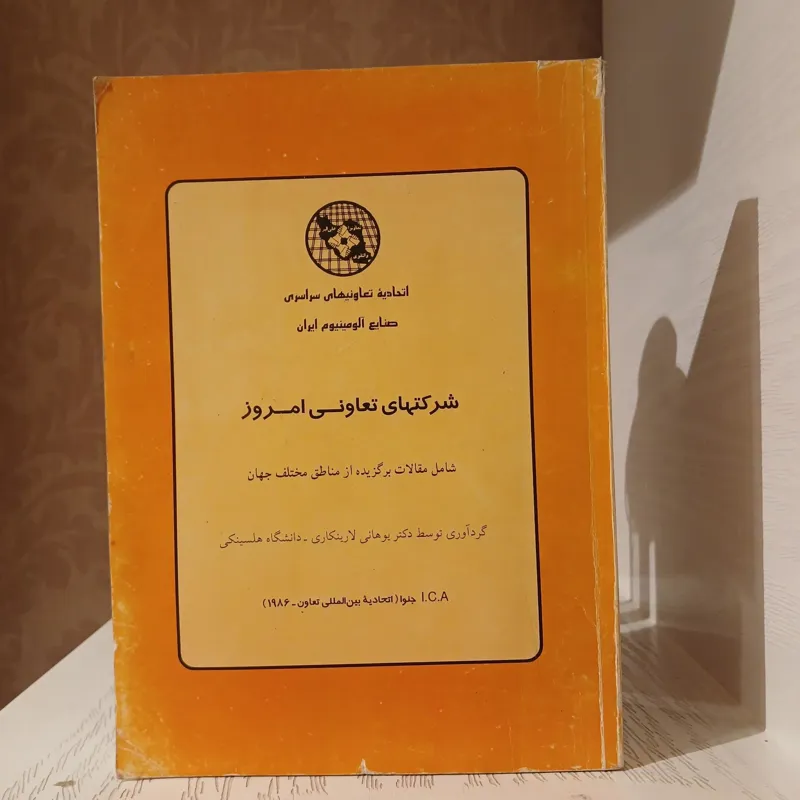 اتحادیهٔ تعاونیهای سراسری
صنایع آلومینیوم ایران
شرکتهای تعاونی امروز
شامل مقالات برگزیده از مناطق مختلف جهان
گردآوری توسط دکتر یوهانی لارینکاری - دانشگاه هلسینکی
I.C.A جنوا ( اتحادیهٔ بین‌المللی تعاون - ۱۹۸۶)